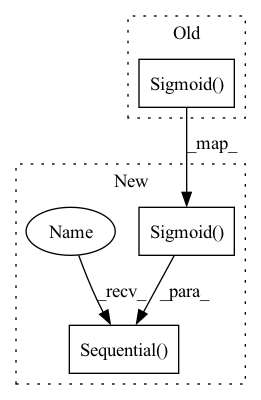 Old
Sigmoid()
_map_
New
Name
Sigmoid()
_recv_
_para_
Sequential()